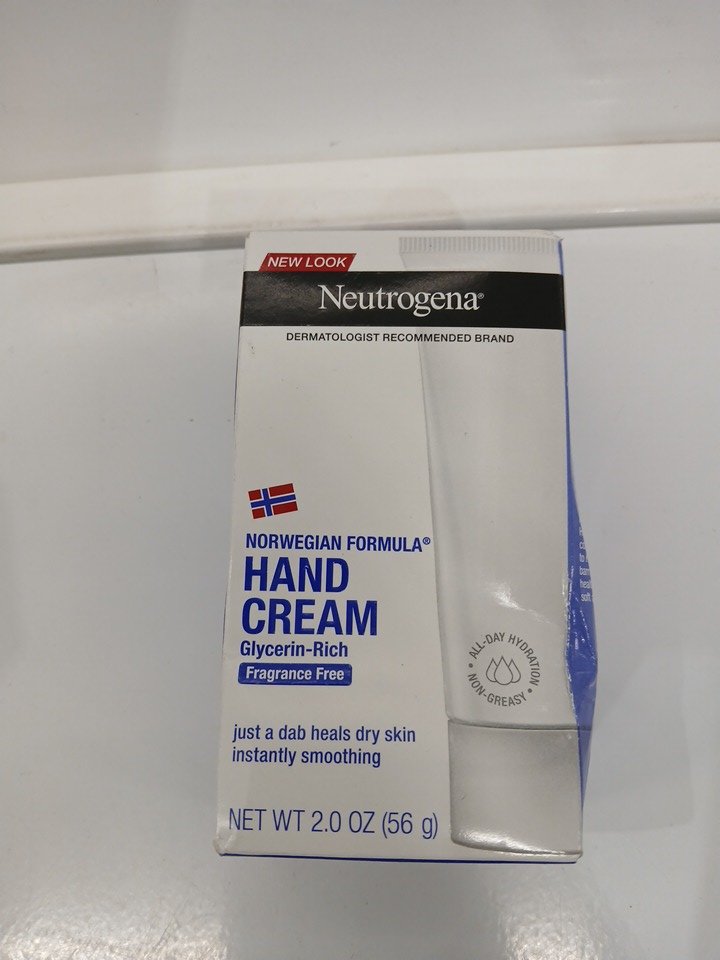 NEW LOOK
Neutrogena®
DERMATOLOGIST RECOMMENDED BRAND
NORWEGIAN FORMULA®
HAND
CREAM
Glycerin-Rich
Fragrance Free
ALL-DAY HYDRATION
• NON-GREASY •
just a dab heals dry skin
instantly smoothing
NET WT 2.0 OZ (56 g)